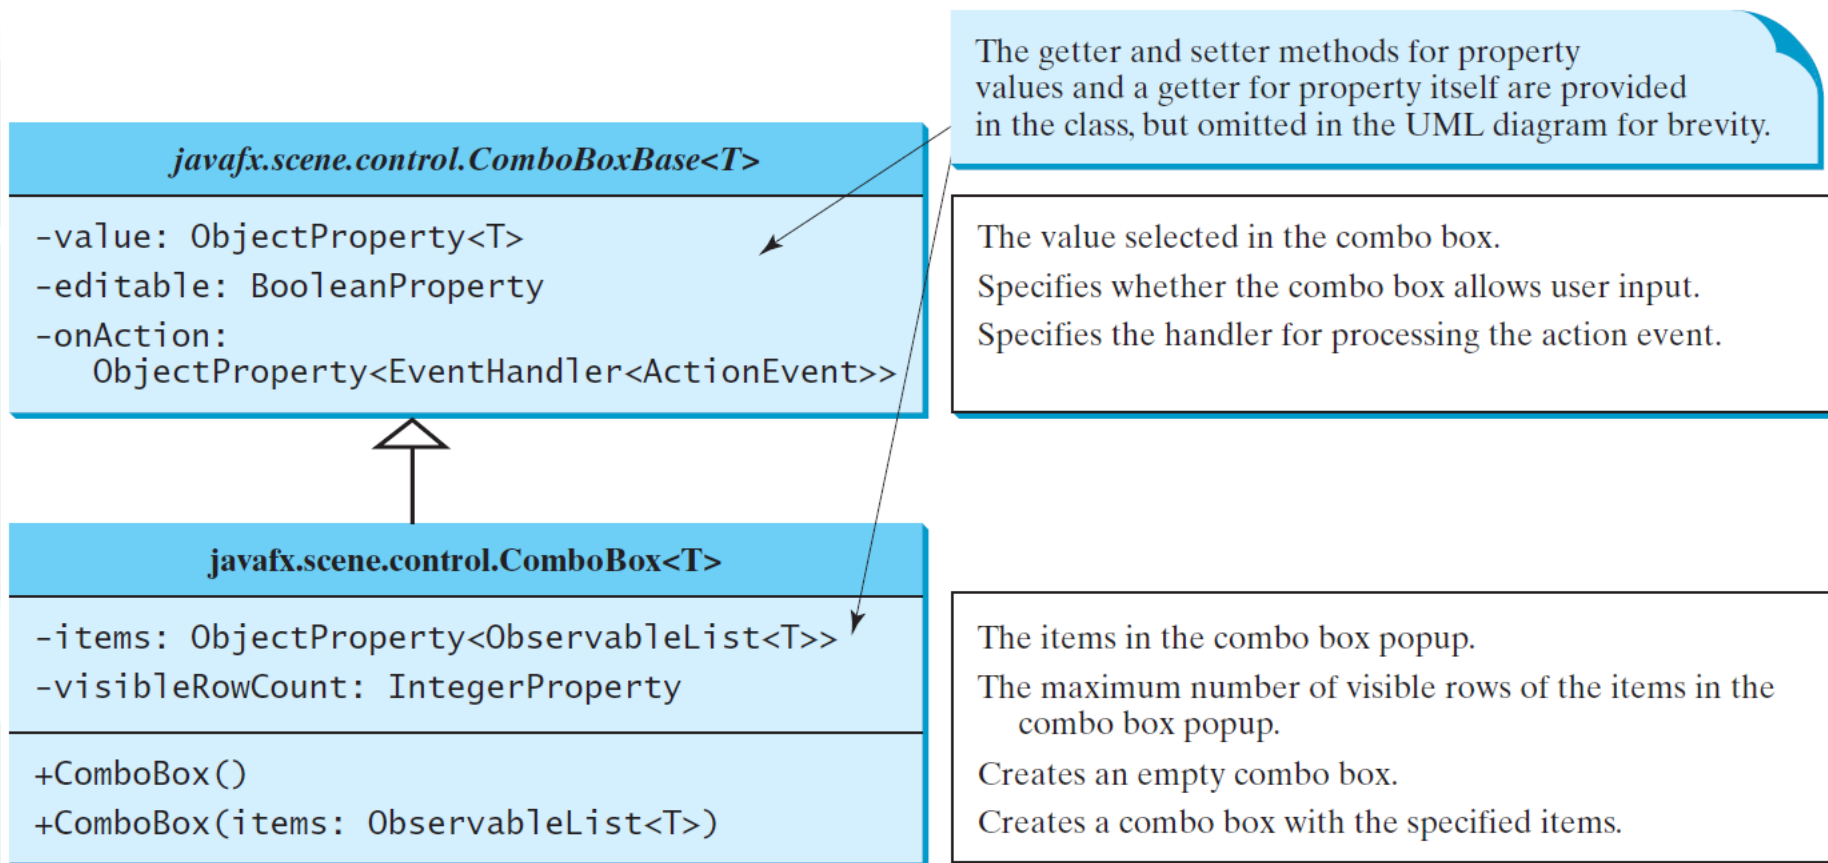 The getter and setter methods for property
values and a getter for property itself are provided
in the class, but omitted in the UML diagram for brevity.
javafx.scene.control.ComboBoxBase<T>
-value: ObjectProperty<T>
-editable: BooleanProperty
-onAction:
ObjectProperty<EventHandler<ActionEvent>>
The value selected in the combo box.
Specifies whether the combo box allows user input.
Specifies the handler for processing the action event.
javafx.scene.control.ComboBox<T>
-items: ObjectProperty<ObservableList<T>>
-visibleRowCount: IntegerProperty
+ComboBox()
+ComboBox(items: ObservableList<T>)
The items in the combo box popup.
The maximum number of visible rows of the items in the
combo box popup.
Creates an empty combo box.
Creates a combo box with the specified items.